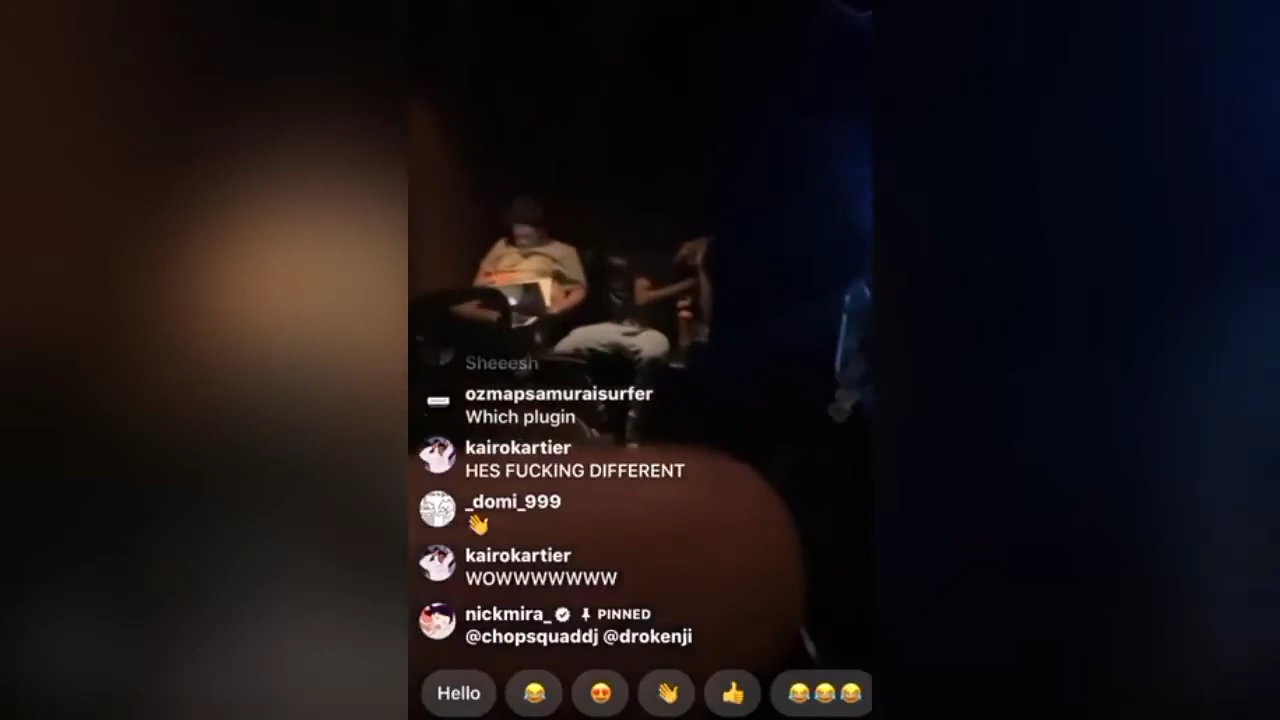 Sheeesh
ozmapsamuraisurfer
Which plugin
kairokartier
HES FUCKING DIFFERENT
_domi_999
👋
kairokartier
WOWWWWWWW
nickmira_ PINNED
@chopsquaddj @drokenji
Hello 😂 😍 👋 👍 😂😂😂